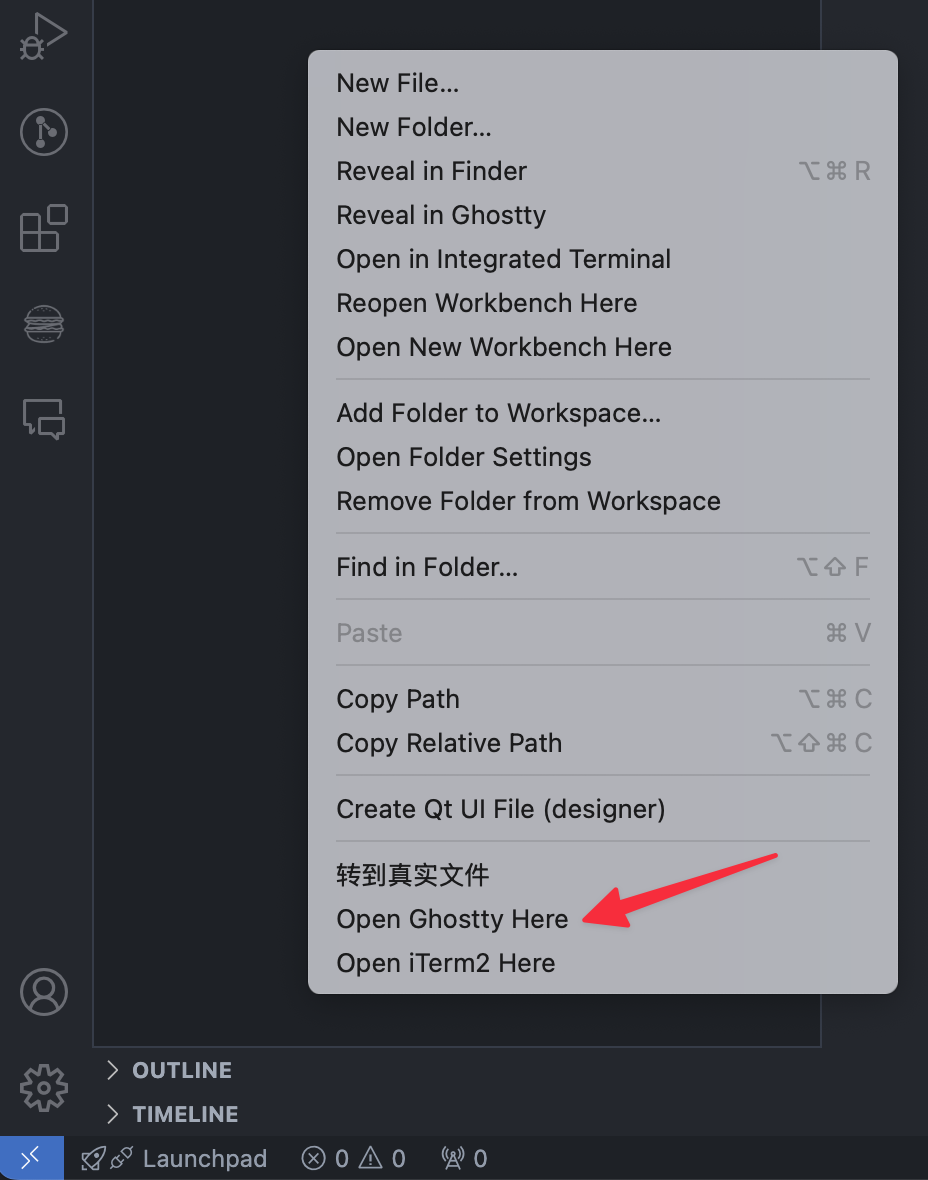 New File...
New Folder...
Reveal in Finder ⌥⌘R
Reveal in Ghostty
Open in Integrated Terminal
Reopen Workbench Here
Open New Workbench Here
Add Folder to Workspace...
Open Folder Settings
Remove Folder from Workspace
Find in Folder... ⌥⇧F
Paste ⌘V
Copy Path ⌥⌘C
Copy Relative Path ⌥⇧⌘C
Create Qt UI File (designer)
转到真实文件
Open Ghostty Here
Open iTerm2 Here
OUTLINE
TIMELINE
Launchpad 0 0 0